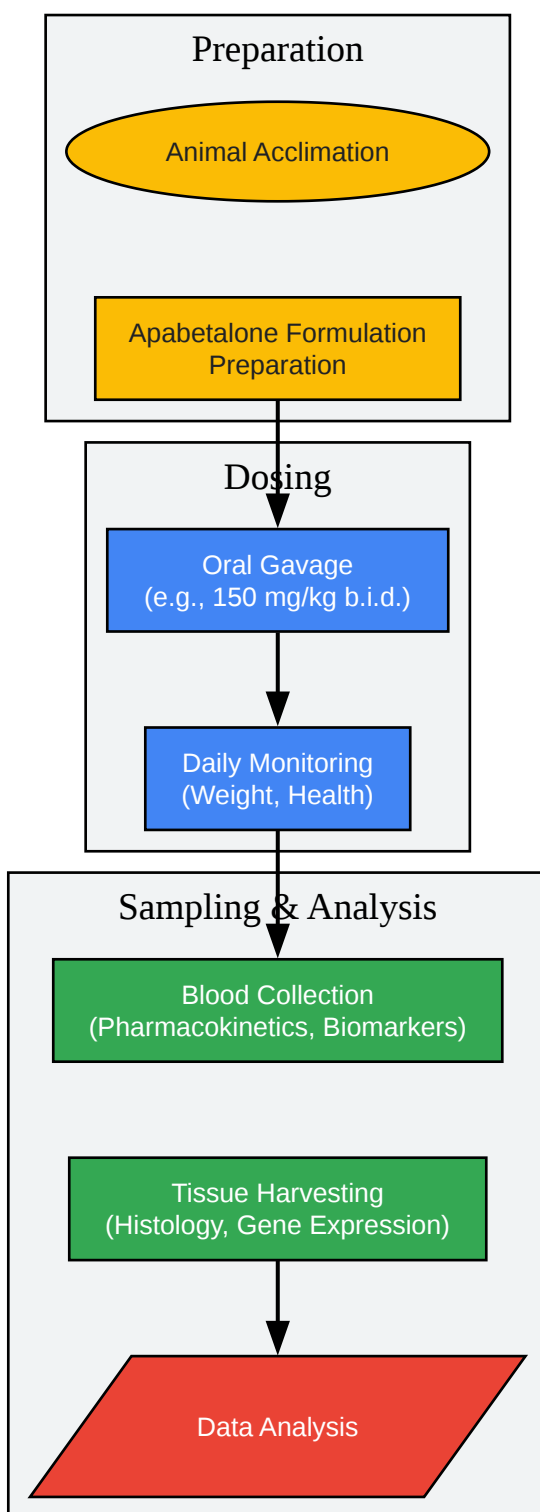 Preparation
Animal Acclimation
Apabetalone Formulation
Preparation
Dosing
Oral Gavage
(e.g., 150 mg/kg b.i.d.)
Daily Monitoring
(Weight, Health)
Sampling & Analysis
Blood Collection
(Pharmacokinetics, Biomarkers)
Tissue Harvesting
(Histology, Gene Expression)
Data Analysis